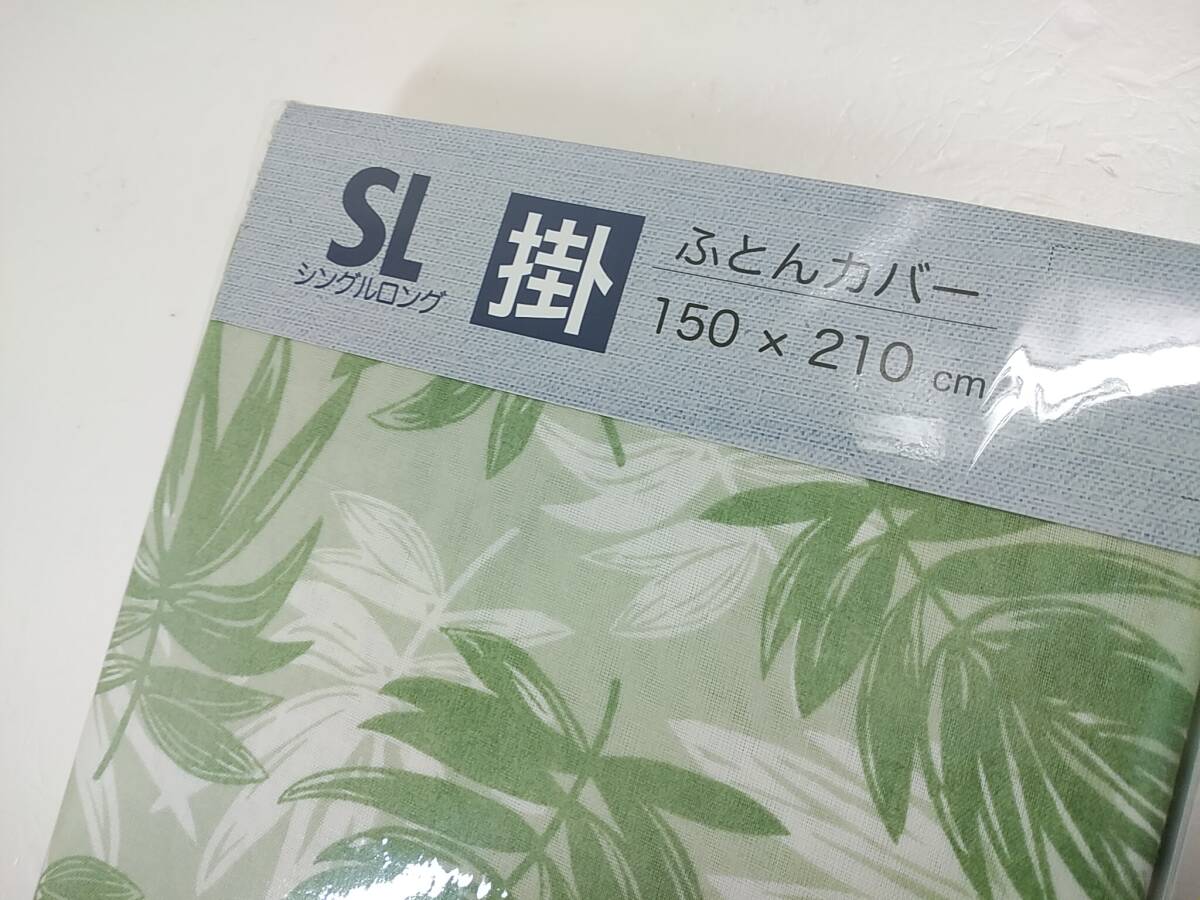 SL
シングルロング
掛
ふとんカバー
150 × 210 cm